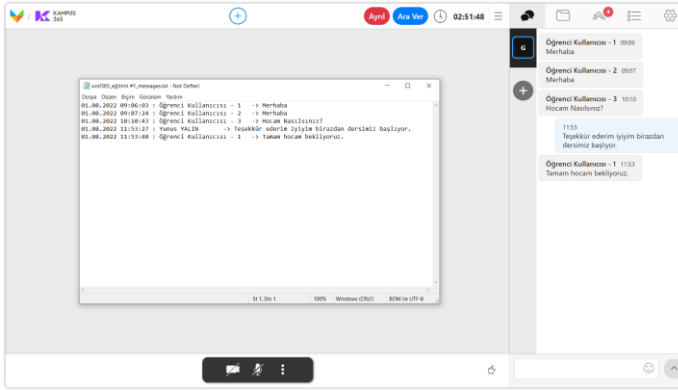 KAMPUS
365
Ayrıl
Ara Ver
02:51:48
4
sınıf365_eğitimi #1_messages.txt - Not Defteri
Dosya Düzen Biçim Görünüm Yardım
01.08.2022 09:06:03 : Öğrenci Kullanıcısı - 1 -> Merhaba
01.08.2022 09:07:24 : Öğrenci Kullanıcısı - 2 -> Merhaba
01.08.2022 10:10:43 : Öğrenci Kullanıcısı - 3 -> Hocam Nasılsınız?
01.08.2022 11:53:27 : Yunus YALIN -> Teşekkür ederim iyiyim birazdan dersimiz başlıyor.
01.08.2022 11:53:40 : Öğrenci Kullanıcısı - 1 -> Tamam hocam bekliyoruz.
St 1, Stn 1
100%
Windows (CRLF)
BOM ile UTF-8
G
Öğrenci Kullanıcısı - 1 09:06
Merhaba
Öğrenci Kullanıcısı - 2 09:07
Merhaba
Öğrenci Kullanıcısı - 3 10:10
Hocam Nasılsınız?
11:53
Teşekkür ederim iyiyim birazdan
dersimiz başlıyor.
Öğrenci Kullanıcısı - 1 11:53
Tamam hocam bekliyoruz.